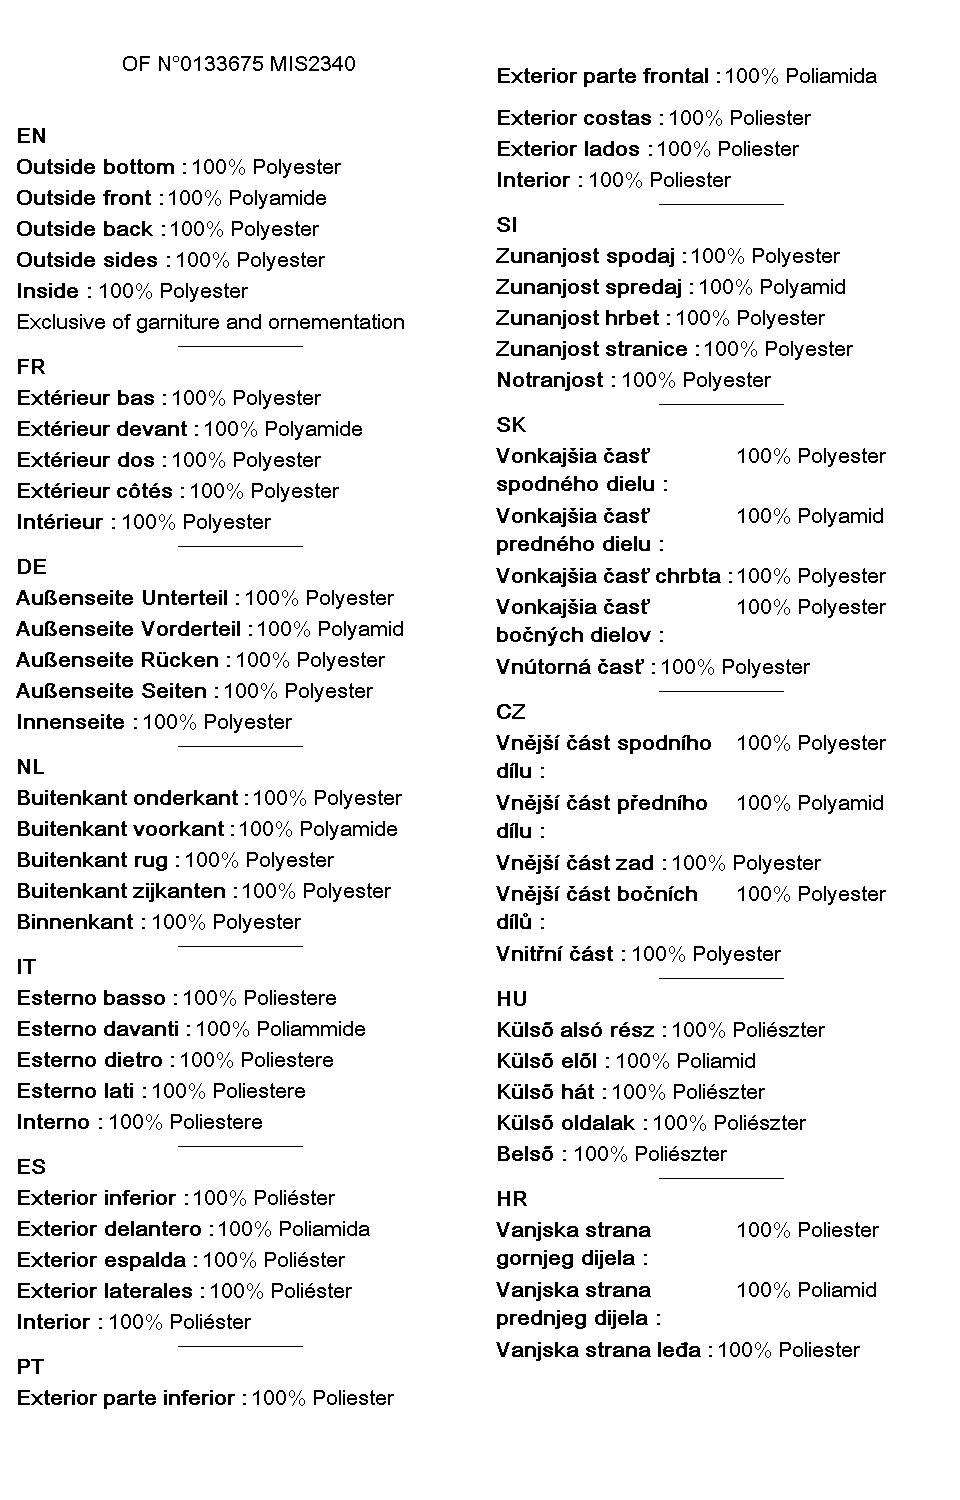 OF N°0133675 MIS2340
EN
Outside bottom : 100% Polyester
Outside front : 100% Polyamide
Outside back : 100% Polyester
Outside sides : 100% Polyester
Inside : 100% Polyester
Exclusive of garniture and ornementation
FR
Extérieur bas : 100% Polyester
Extérieur devant : 100% Polyamide
Extérieur dos : 100% Polyester
Extérieur côtés : 100% Polyester
Intérieur : 100% Polyester
DE
Außenseite Unterteil : 100% Polyester
Außenseite Vorderteil : 100% Polyamid
Außenseite Rücken : 100% Polyester
Außenseite Seiten : 100% Polyester
Innenseite : 100% Polyester
NL
Buitenkant onderkant : 100% Polyester
Buitenkant voorkant : 100% Polyamide
Buitenkant rug : 100% Polyester
Buitenkant zijkanten : 100% Polyester
Binnenkant : 100% Polyester
IT
Esterno basso : 100% Poliestere
Esterno davanti : 100% Poliammide
Esterno dietro : 100% Poliestere
Esterno lati : 100% Poliestere
Interno : 100% Poliestere
ES
Exterior inferior : 100% Poliéster
Exterior delantero : 100% Poliamida
Exterior espalda : 100% Poliéster
Exterior laterales : 100% Poliéster
Interior : 100% Poliéster
PT
Exterior parte inferior : 100% Poliester
Exterior parte frontal : 100% Poliamida
Exterior costas : 100% Poliester
Exterior lados : 100% Poliester
Interior : 100% Poliester
SI
Zunanjost spodaj : 100% Polyester
Zunanjost spredaj : 100% Polyamid
Zunanjost hrbet : 100% Polyester
Zunanjost stranice : 100% Polyester
Notranjost : 100% Polyester
SK
Vonkajšia časť 100% Polyester
spodného dielu :
Vonkajšia časť 100% Polyamid
predného dielu :
Vonkajšia časť chrbta : 100% Polyester
Vonkajšia časť 100% Polyester
bočných dielov :
Vnútorná časť : 100% Polyester
CZ
Vnější část spodního 100% Polyester
dílu :
Vnější část předního 100% Polyamid
dílu :
Vnější část zad : 100% Polyester
Vnější část bočních 100% Polyester
dílů :
Vnitřní část : 100% Polyester
HU
Külsõ alsó rész : 100% Poliészter
Külsõ elõl : 100% Poliamid
Külsõ hát : 100% Poliészter
Külsõ oldalak : 100% Poliészter
Belsõ : 100% Poliészter
HR
Vanjska strana 100% Poliester
gornjeg dijela :
Vanjska strana 100% Poliamid
prednjeg dijela :
Vanjska strana leđa : 100% Poliester